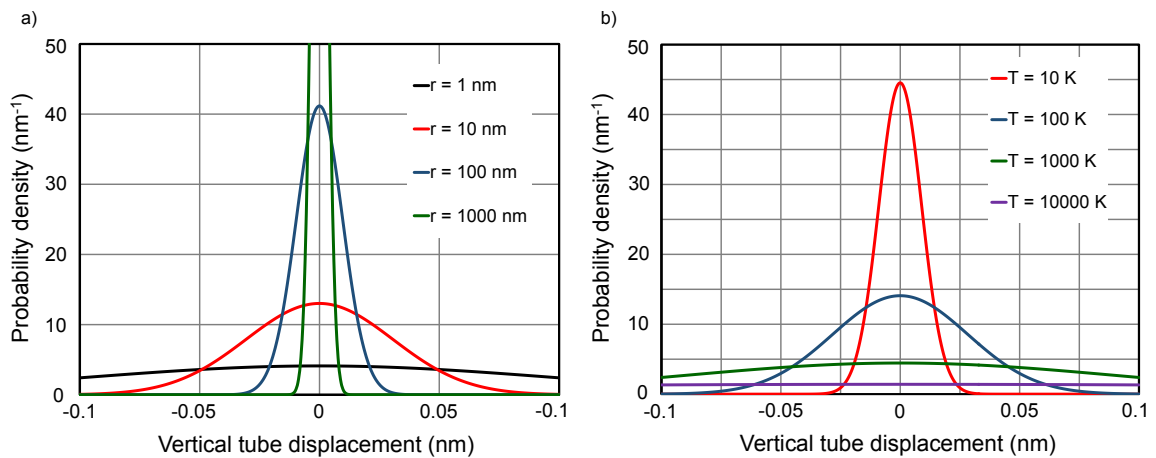 a)
Probability density (nm⁻¹)
50
40
30
20
10
0
r = 1 nm
r = 10 nm
r = 100 nm
r = 1000 nm
-0.1
-0.05
0
0.05
-0.1
Vertical tube displacement (nm)
b)
Probability density (nm⁻¹)
50
40
30
20
10
0
T = 10 K
T = 100 K
T = 1000 K
T = 10000 K
-0.1
-0.05
0
0.05
0.1
Vertical tube displacement (nm)